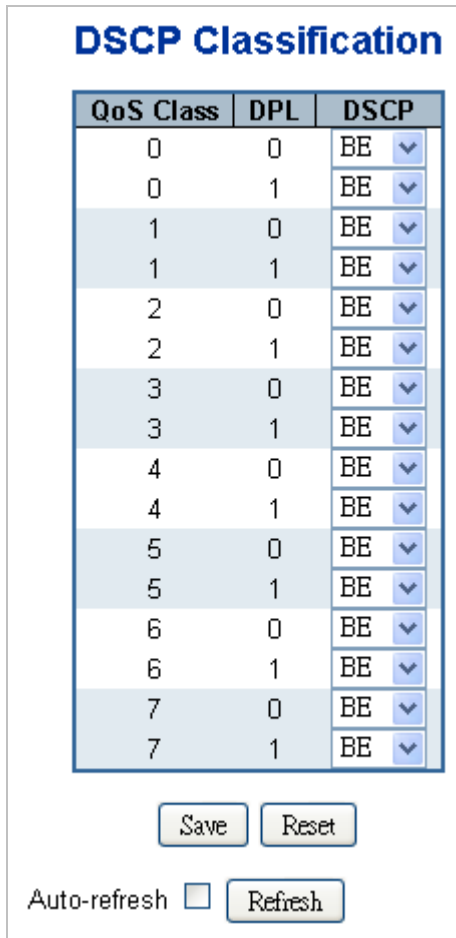 DSCP Classification
QoS Class DPL DSCP
0 0 BE
0 1 BE
1 0 BE
1 1 BE
2 0 BE
2 1 BE
3 0 BE
3 1 BE
4 0 BE
4 1 BE
5 0 BE
5 1 BE
6 0 BE
6 1 BE
7 0 BE
7 1 BE
Save Reset
Auto-refresh Refresh